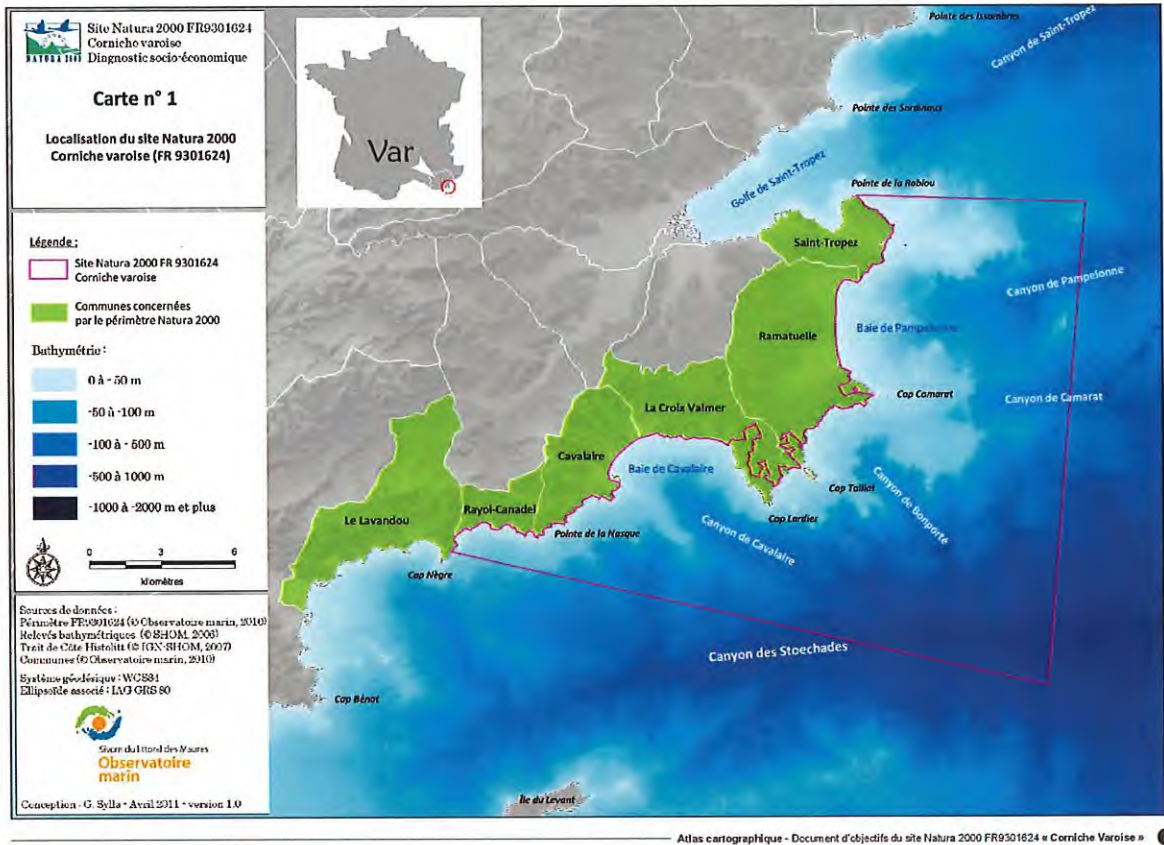 Site Natura 2000 FR9301624
Corniche varoise
Diagnostic socio-économique
NATURA 2000
Carte n° 1
Localisation du site Natura 2000
Corniche varoise (FR 9301624)
Var
Légende :
Site Natura 2000 FR 9301624
Corniche varoise
Communes concernées
par le périmètre Natura 2000
Bathymétrie :
0 à - 50 m
-50 à -100 m
-100 à - 500 m
-500 à 1000 m
-1000 à -2000 m et plus
0 3 6
kilomètres
Sources de données :
Périmètre FR9301624 (© Observatoire marin, 2010)
Relevés bathymétriques (© SHOM, 2006)
Trait de Côte Histolitt (© IGN-SHOM, 2007)
Communes (© Observatoire marin, 2010)
Système géodésique : WGS84
Ellipsoïde associé : IAG GRS 80
Sivom du littoral des Maures
Observatoire
marin
Conception - G. Sylla - Avril 2011 - version 1.0
Pointe des Issambres
Canyon de Saint-Tropez
Pointe des Sardinaux
Golfe de Saint-Tropez
Pointe de la Rabiou
Saint-Tropez
Canyon de Pampelonne
Baie de Pampelonne
Ramatuelle
Cap Camarat
Canyon de Camarat
La Croix Valmer
Cavalaire
Baie de Cavalaire
Cap Taillat
Canyon de Bonporté
Cap Lardier
Rayol-Canadel
Le Lavandou
Pointe de la Nasque
Canyon de Cavalaire
Cap Nègre
Canyon des Stoechades
Cap Bénat
Île du Levant
Atlas cartographique - Document d'objectifs du site Natura 2000 FR9301624 « Corniche Varoise »